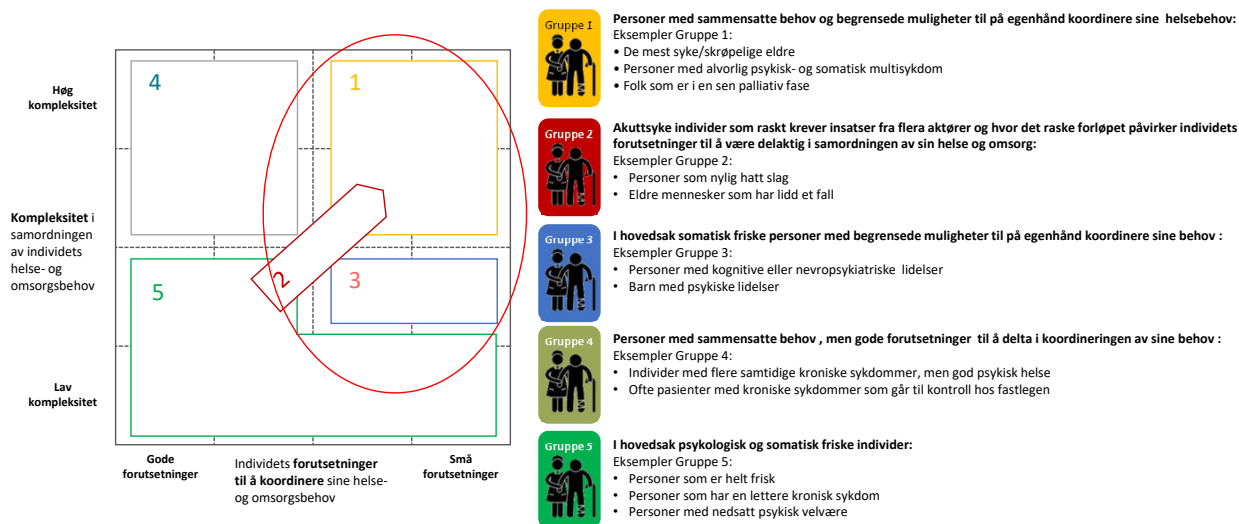 4
1
2
5
3
Høg
kompleksitet
Kompleksitet i
samordningen
av individets
helse- og
omsorgsbehov
Lav
kompleksitet
Gode
forutsetninger
Individets forutsetninger
til å koordinere sine helse-
og omsorgsbehov
Små
forutsetninger
Gruppe 1
Personer med sammensatte behov og begrensede muligheter til på egenhånd koordinere sine helsebehov:
Eksempler Gruppe 1:
• De mest syke/skrøpelige eldre
• Personer med alvorlig psykisk- og somatisk multisykdom
• Folk som er i en sen palliativ fase
Gruppe 2
Akuttsyke individer som raskt krever insatser fra flera aktører og hvor det raske forløpet påvirker individets
forutsetninger til å være delaktig i samordningen av sin helse og omsorg:
Eksempler Gruppe 2:
• Personer som nylig hatt slag
• Eldre mennesker som har lidd et fall
Gruppe 3
I hovedsak somatisk friske personer med begrensede muligheter til på egenhånd koordinere sine behov :
Eksempler Gruppe 3:
• Personer med kognitive eller nevropsykiatriske lidelser
• Barn med psykiske lidelser
Gruppe 4
Personer med sammensatte behov , men gode forutsetninger til å delta i koordineringen av sine behov :
Eksempler Gruppe 4:
• Individer med flere samtidige kroniske sykdommer, men god psykisk helse
• Ofte pasienter med kroniske sykdommer som går til kontroll hos fastlegen
Gruppe 5
I hovedsak psykologisk og somatisk friske individer:
Eksempler Gruppe 5:
• Personer som er helt frisk
• Personer som har en lettere kronisk sykdom
• Personer med nedsatt psykisk velvære